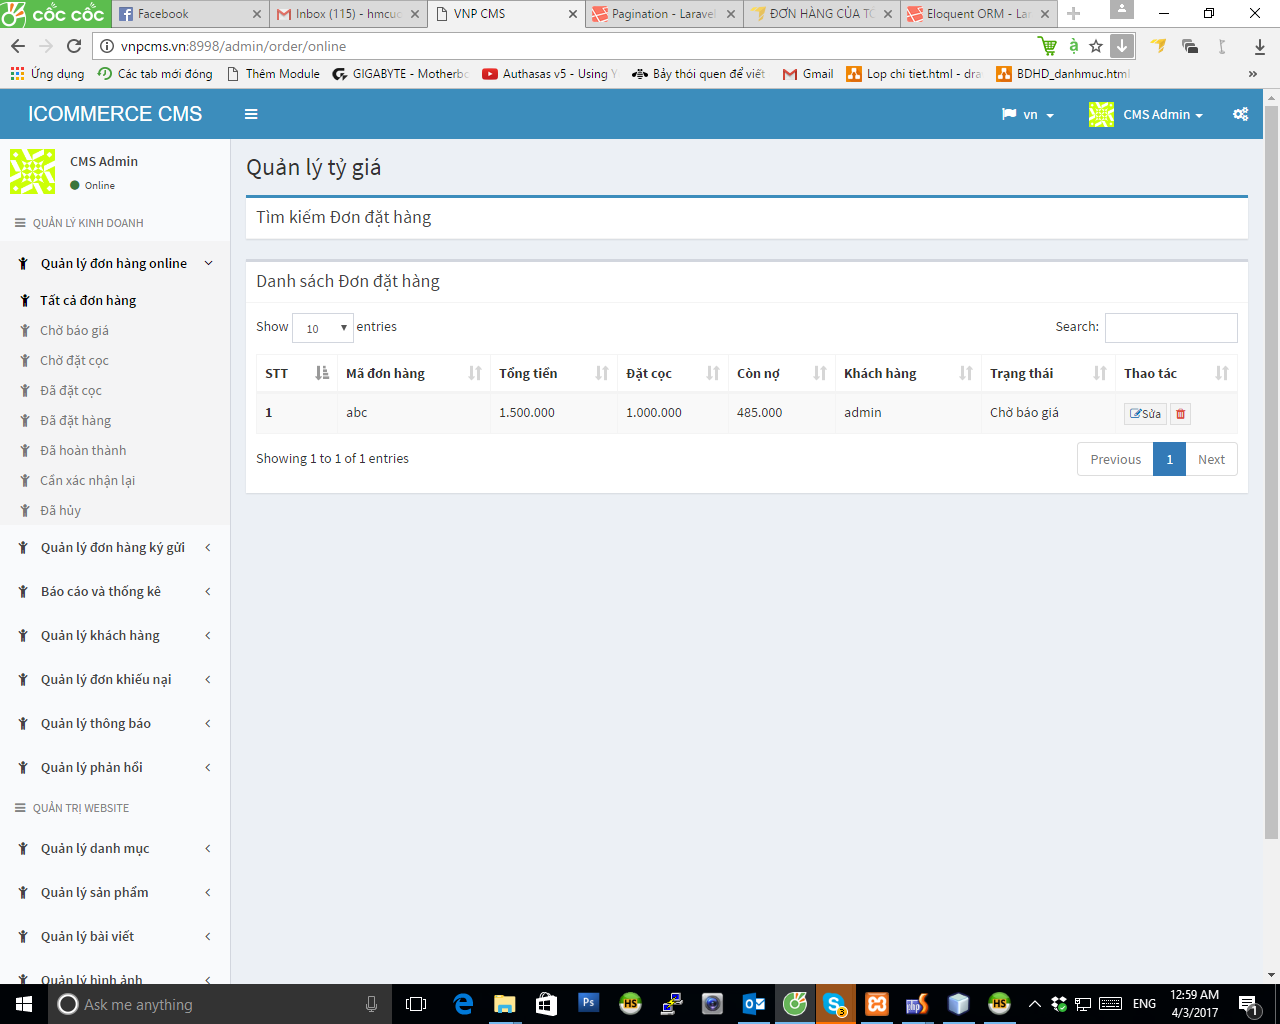 cốc cốc
Facebook
Inbox (115) - hmcuc
VNP CMS
Pagination - Laravel
ĐƠN HÀNG CỦA TÔ
Eloquent ORM - Lar
vnpcms.vn:8998/admin/order/online
Ứng dụng
Các tab mới đóng
Thêm Module
GIGABYTE - Motherbo
Authasas v5 - Using Y
Bảy thói quen để viết
Gmail
Lop chi tiet.html - dra
BDHD_danhmuc.html
ICOMMERCE CMS
vn
CMS Admin
CMS Admin
Online
QUẢN LÝ KINH DOANH
Quản lý đơn hàng online
Tất cả đơn hàng
Chờ báo giá
Chờ đặt cọc
Đã đặt cọc
Đã đặt hàng
Đã hoàn thành
Cần xác nhận lại
Đã hủy
Quản lý đơn hàng ký gửi
Báo cáo và thống kê
Quản lý khách hàng
Quản lý đơn khiếu nại
Quản lý thông báo
Quản lý phản hồi
QUẢN TRỊ WEBSITE
Quản lý danh mục
Quản lý sản phẩm
Quản lý bài viết
Quản lý hình ảnh
Quản lý tỷ giá
Tìm kiếm Đơn đặt hàng
Danh sách Đơn đặt hàng
Show 10 entries
Search:
STT Mã đơn hàng Tổng tiền Đặt cọc Còn nợ Khách hàng Trạng thái Thao tác
1 abc 1.500.000 1.000.000 485.000 admin Chờ báo giá Sửa
Showing 1 to 1 of 1 entries
Previous 1 Next
Ask me anything
Ps
HS
php
HS
3
ENG
12:59 AM
4/3/2017
1